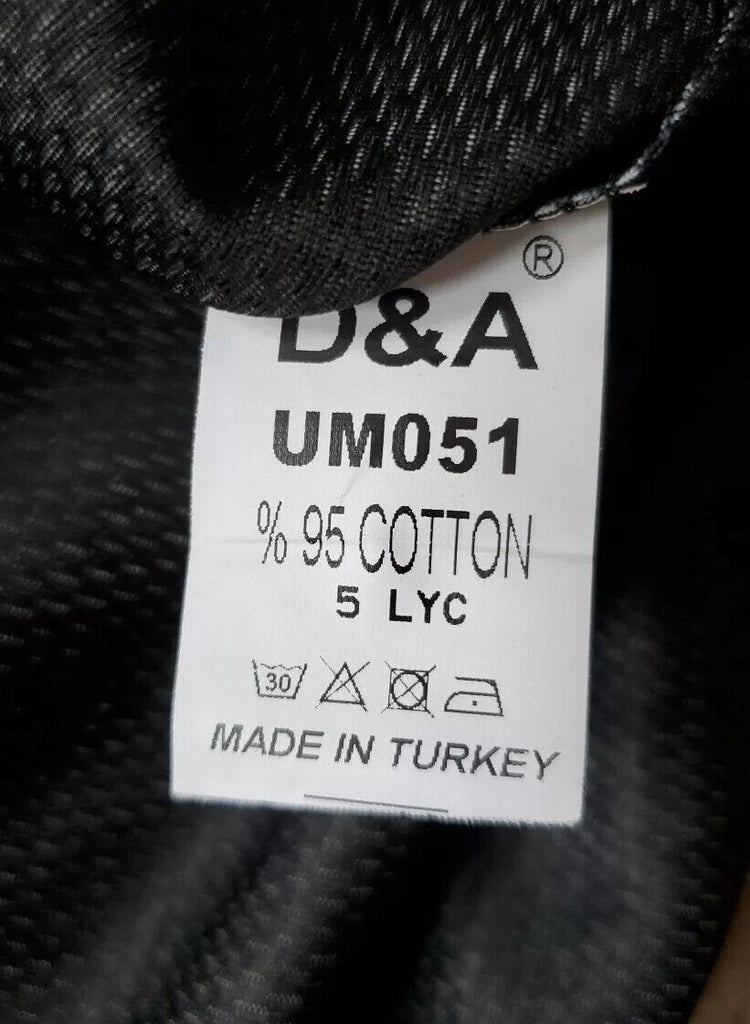 ®
D&A
UM051
% 95 COTTON
5 LYC
30
MADE IN TURKEY